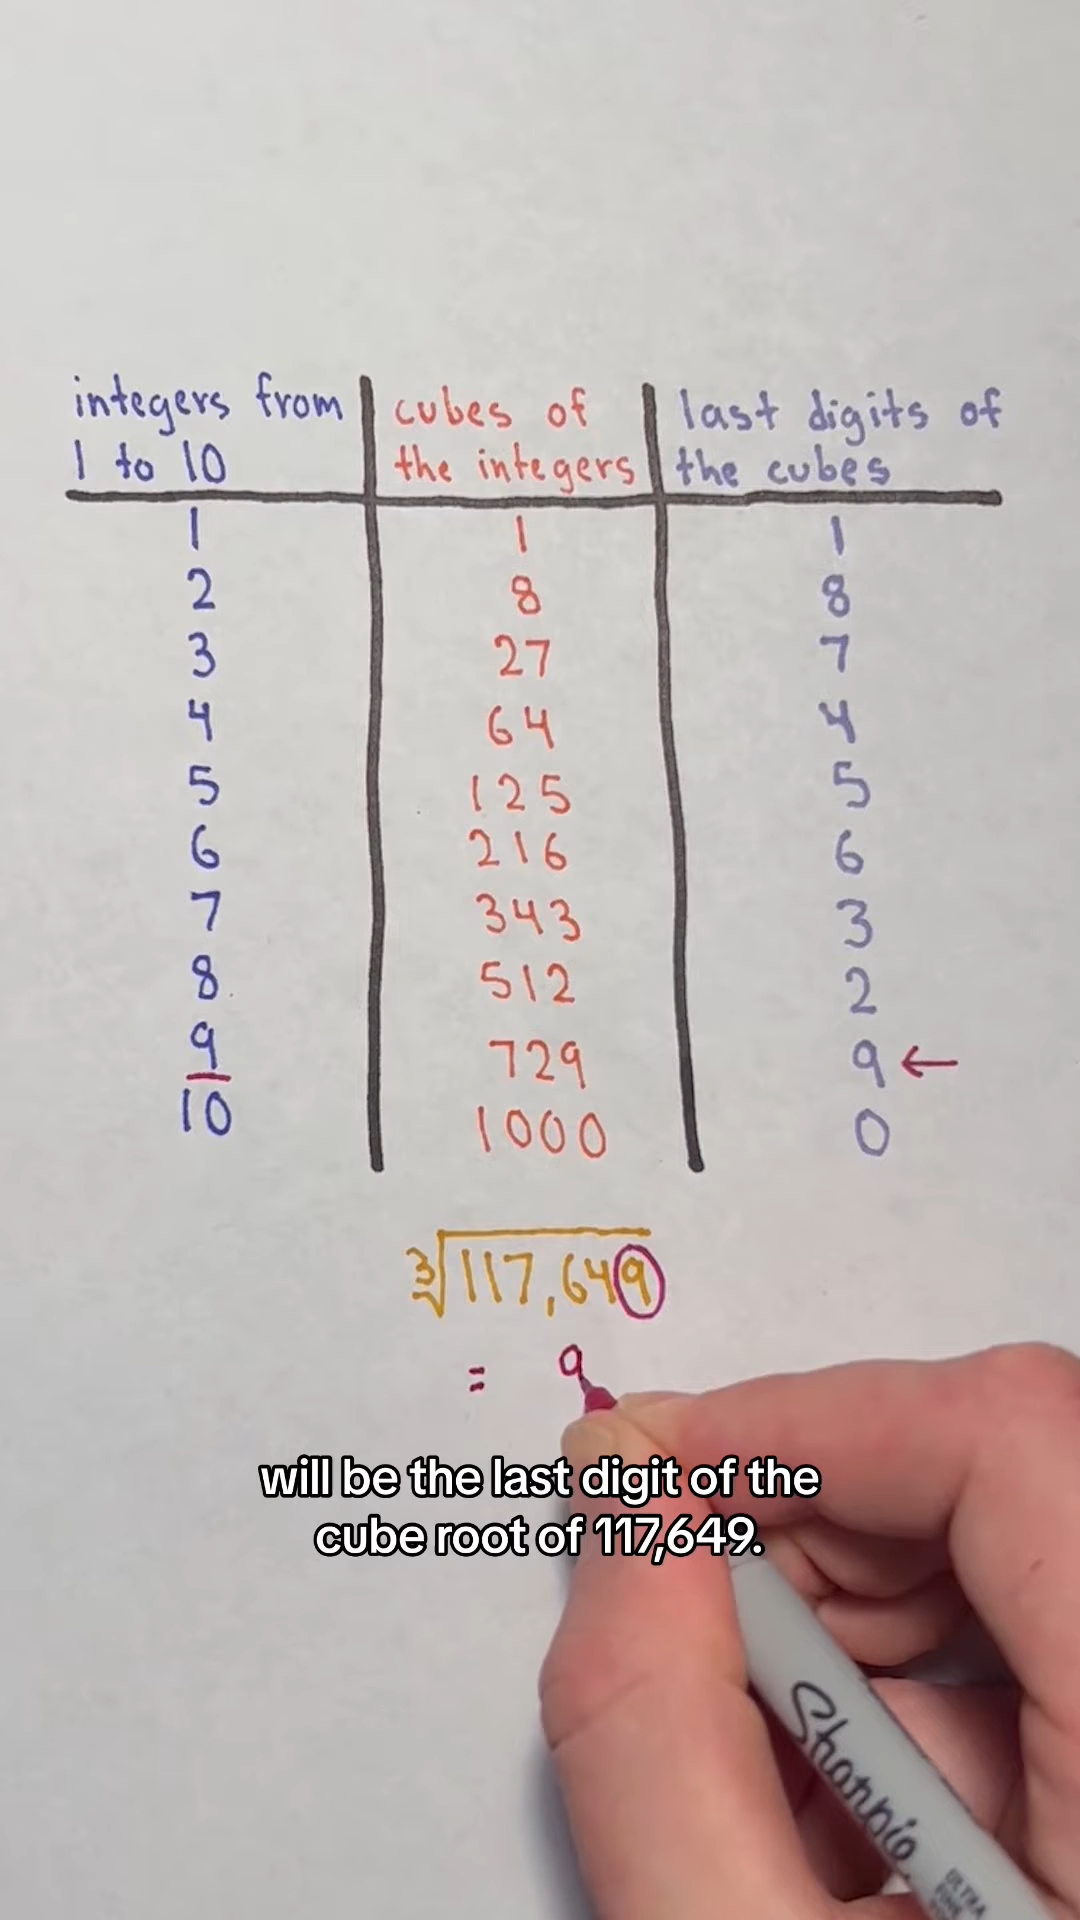 integers from
1 to 10
cubes of
the integers
last digits of
the cubes
1 1 1
2 8 8
3 27 7
4 64 4
5 125 5
6 216 6
7 343 3
8 512 2
9 729 9 ←
10 1000 0
∛117,649
= 9
will be the last digit of the
cube root of 117,649.
Sharpie
ULTRA
FINE